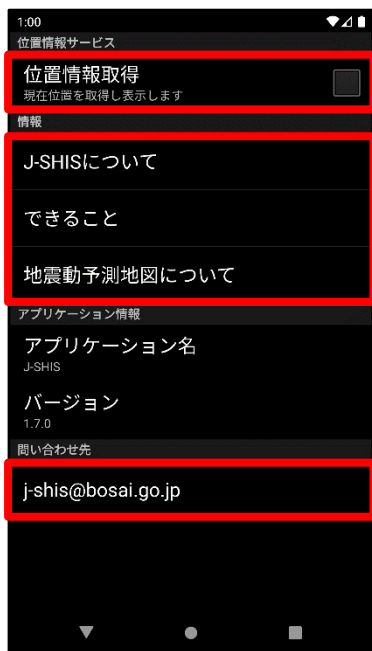 1:00
位置情報サービス
位置情報取得
現在位置を取得し表示します
情報
J-SHISについて
できること
地震動予測地図について
アプリケーション情報
アプリケーション名
J-SHIS
バージョン
1.7.0
問い合わせ先
j-shis@bosai.go.jp